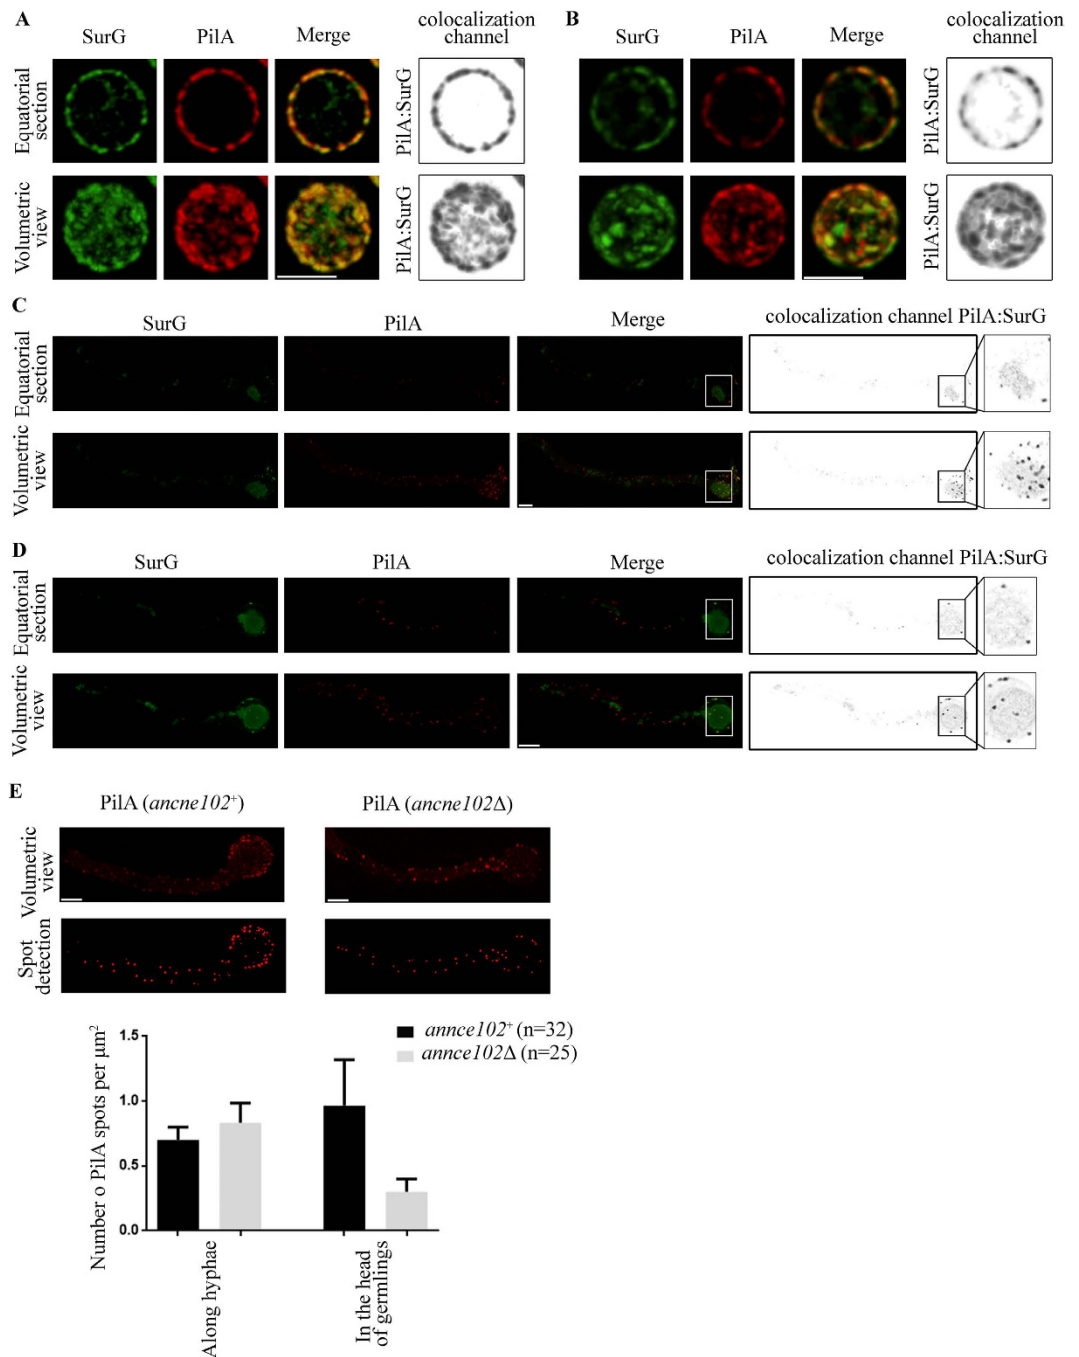 A
SurG
PilA
Merge
colocalization
channel
Equatorial
section
PilA:SurG
Volumetric
view
PilA:SurG
B
SurG
PilA
Merge
colocalization
channel
PilA:SurG
PilA:SurG
C
SurG
PilA
Merge
colocalization channel PilA:SurG
Equatorial
section
Volumetric
view
D
SurG
PilA
Merge
colocalization channel PilA:SurG
Equatorial
section
Volumetric
view
E
PilA (ancne102+)
PilA (ancne102Δ)
Volumetric
view
Spot
detection
annce102+ (n=32)
annce102Δ (n=25)
Number o PilA spots per µm2
1.5
1.0
0.5
0.0
Along hyphae
In the head
of germlings